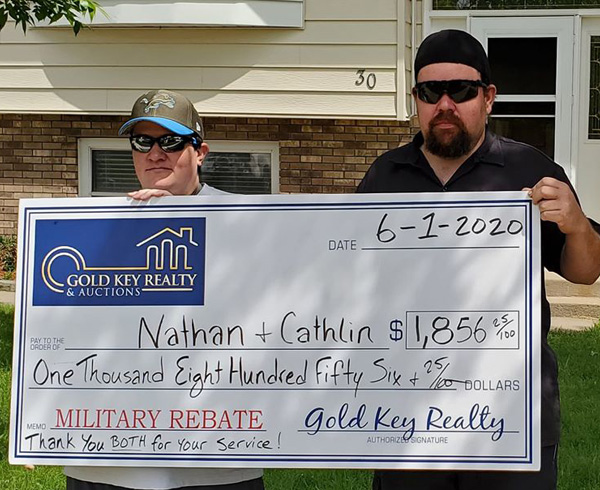 30
GOLD KEY REALTY
& AUCTIONS
DATE 6-1-2020
PAY TO THE
ORDER OF Nathan + Cathlin $ 1,856 25/100
One Thousand Eight Hundred Fifty Six + 25/100 DOLLARS
MEMO MILITARY REBATE Gold Key Realty
AUTHORIZED SIGNATURE
Thank You BOTH for Your Service!